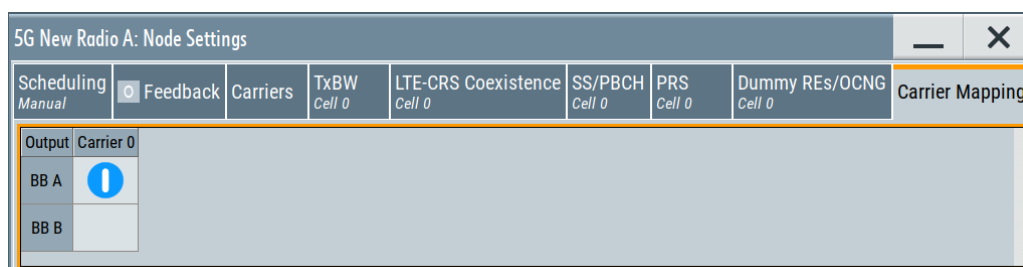 5G New Radio A: Node Settings
Scheduling
Manual
Feedback
Carriers
TxBW
Cell 0
LTE-CRS Coexistence
Cell 0
SS/PBCH
Cell 0
PRS
Cell 0
Dummy REs/OCNG
Cell 0
Carrier Mapping
Output Carrier 0
BB A
BB B